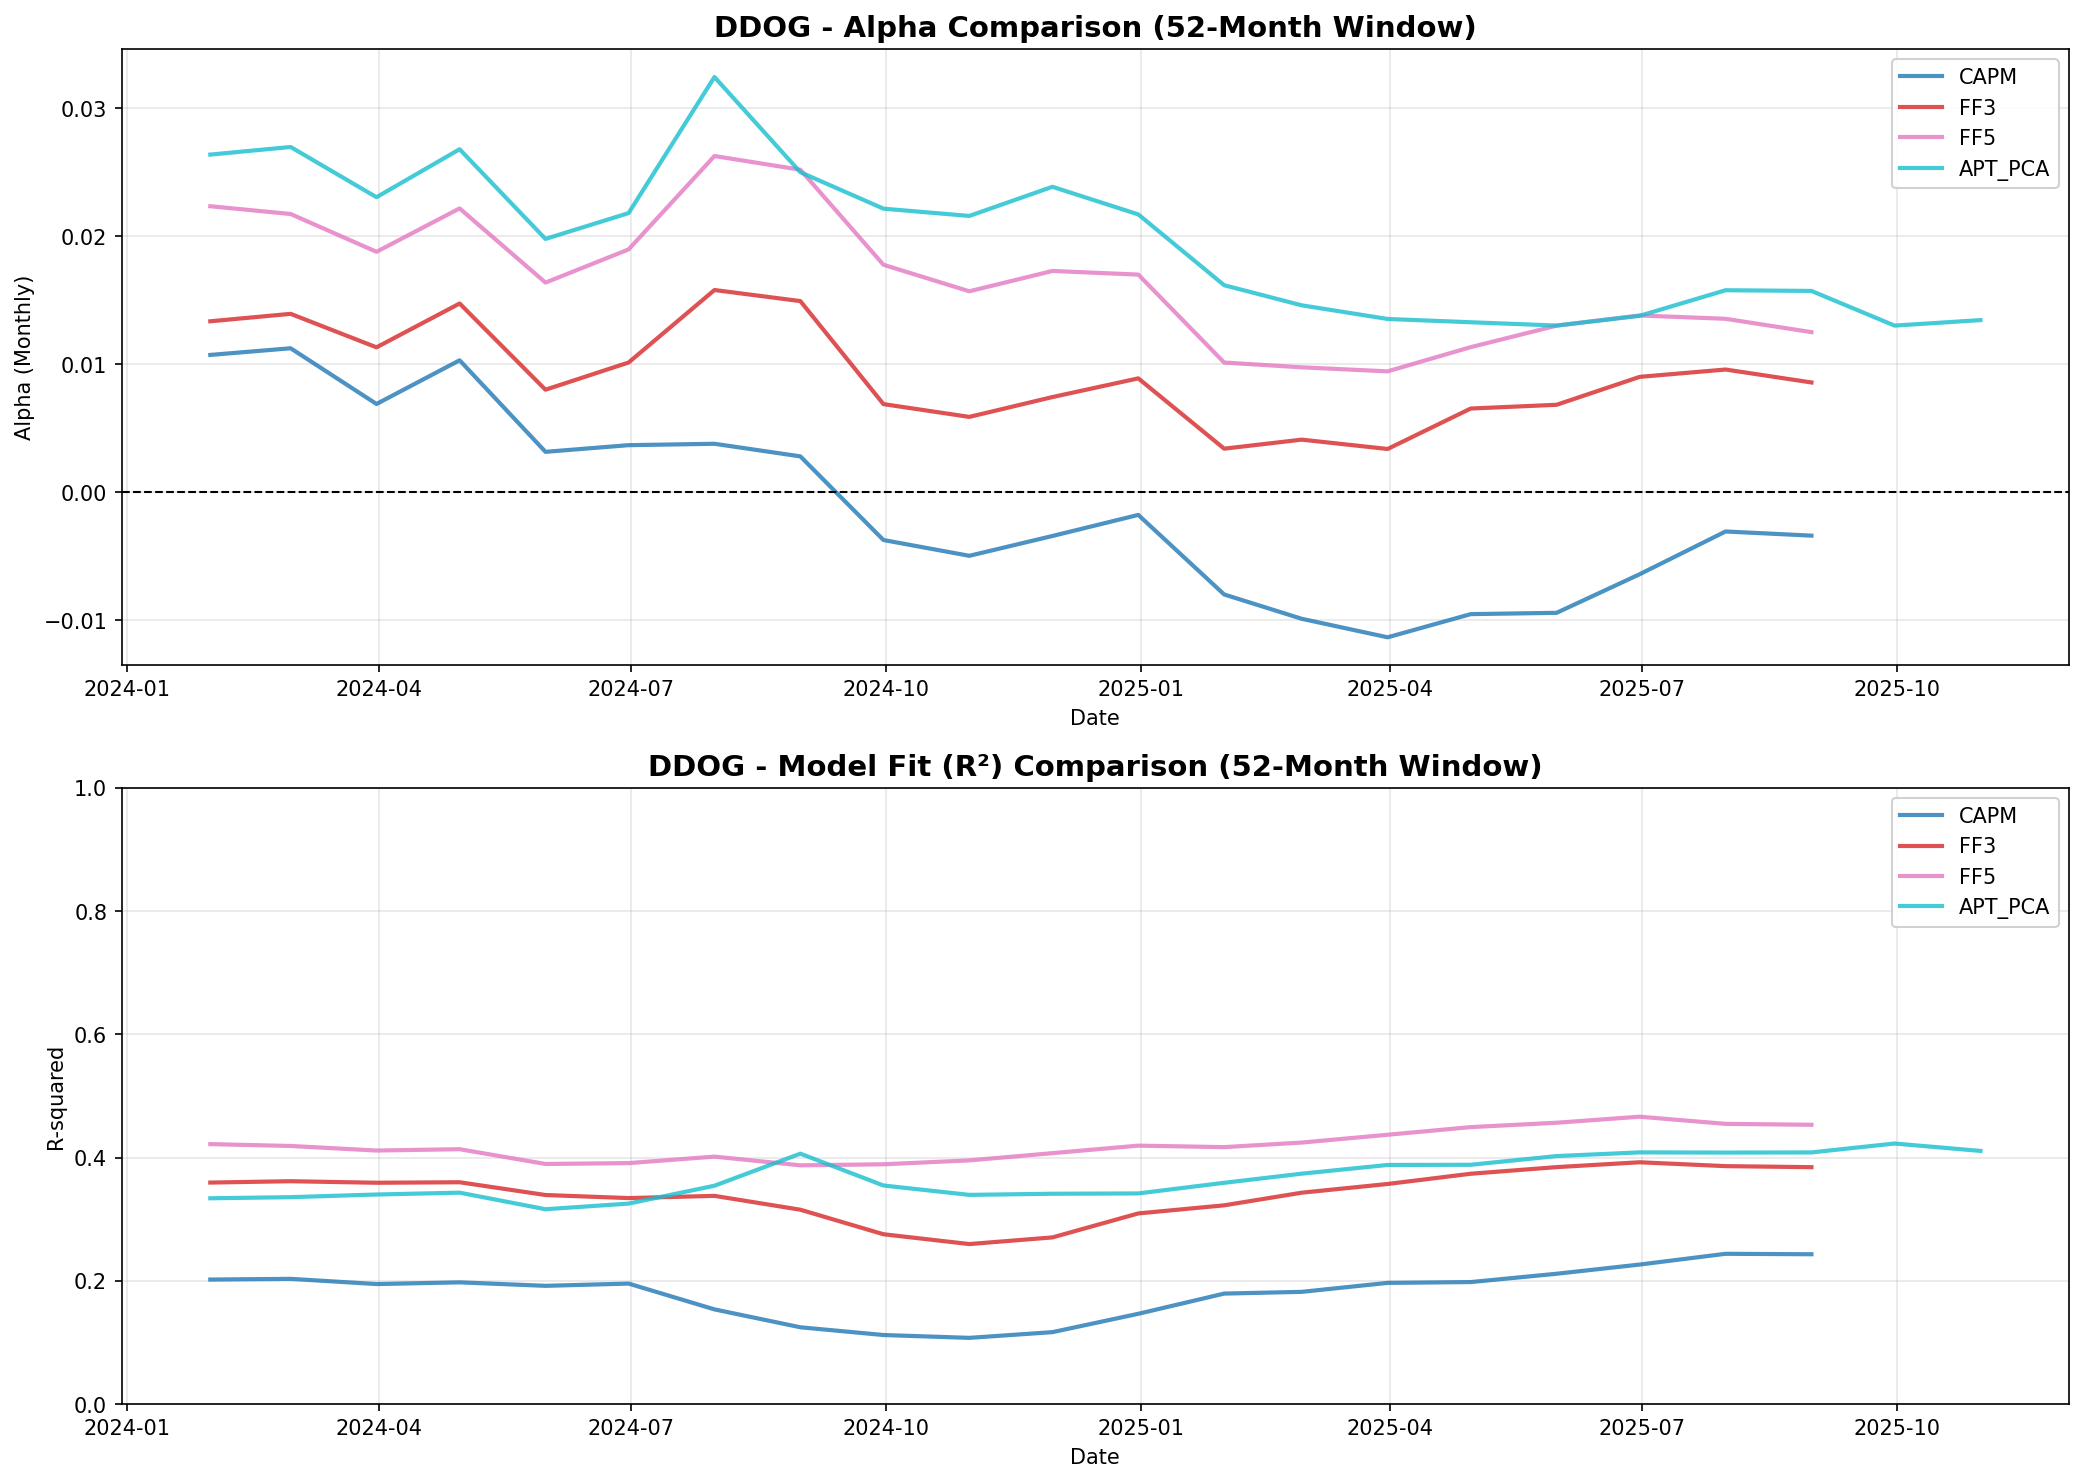 DDOG - Alpha Comparison (52-Month Window)
CAPM
FF3
FF5
APT_PCA
0.03
0.02
0.01
0.00
−0.01
Alpha (Monthly)
2024-01 2024-04 2024-07 2024-10 2025-01 2025-04 2025-07 2025-10
Date
DDOG - Model Fit (R²) Comparison (52-Month Window)
CAPM
FF3
FF5
APT_PCA
1.0
0.8
0.6
0.4
0.2
0.0
R-squared
2024-01 2024-04 2024-07 2024-10 2025-01 2025-04 2025-07 2025-10
Date